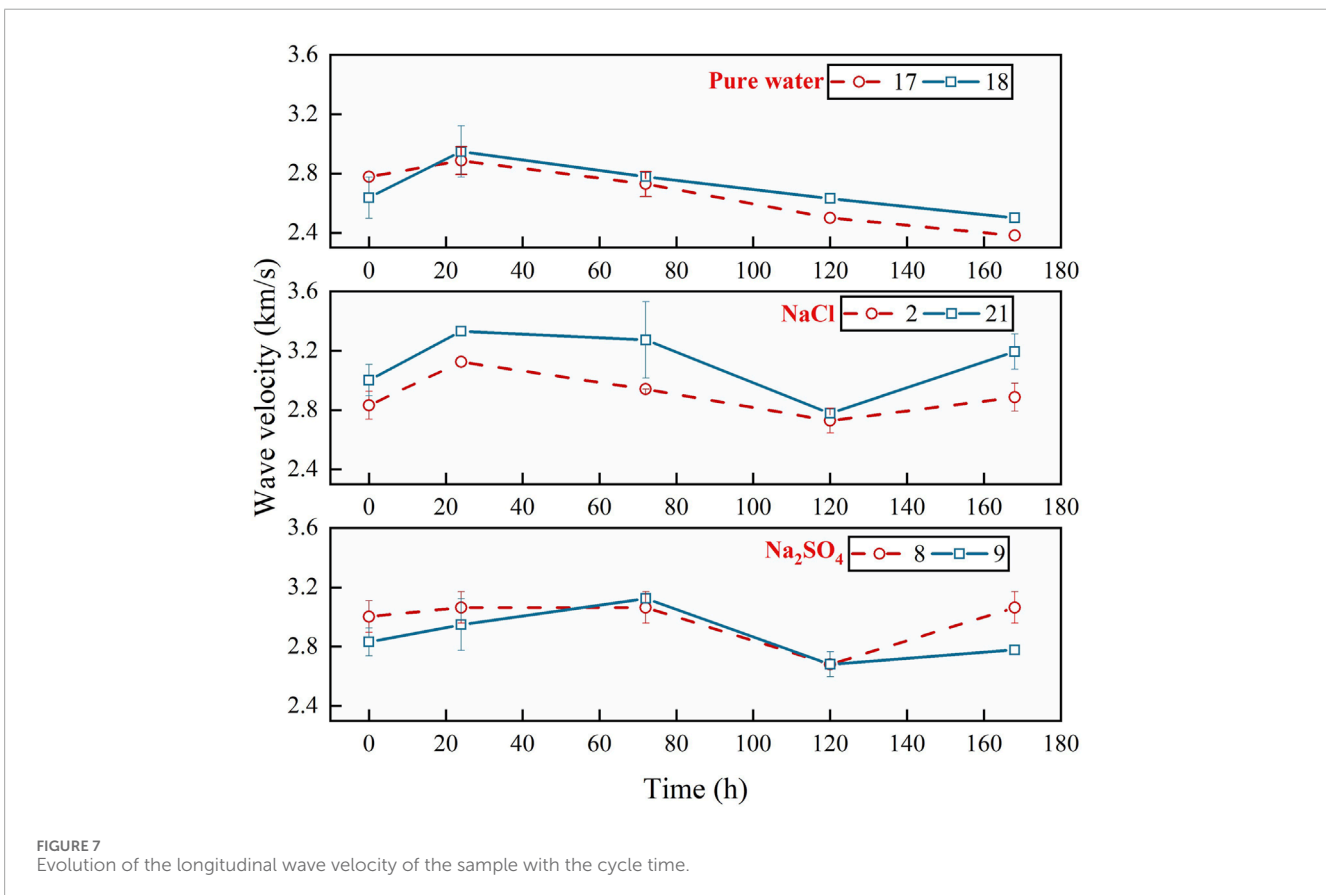 Wave velocity (km/s)
3.6
3.2
2.8
2.4
Pure water 17 18
0 20 40 60 80 100 120 140 160 180
3.6
3.2
2.8
2.4
NaCl 2 21
0 20 40 60 80 100 120 140 160 180
3.6
3.2
2.8
2.4
Na₂SO₄ 8 9
0 20 40 60 80 100 120 140 160 180
Time (h)
FIGURE 7
Evolution of the longitudinal wave velocity of the sample with the cycle time.